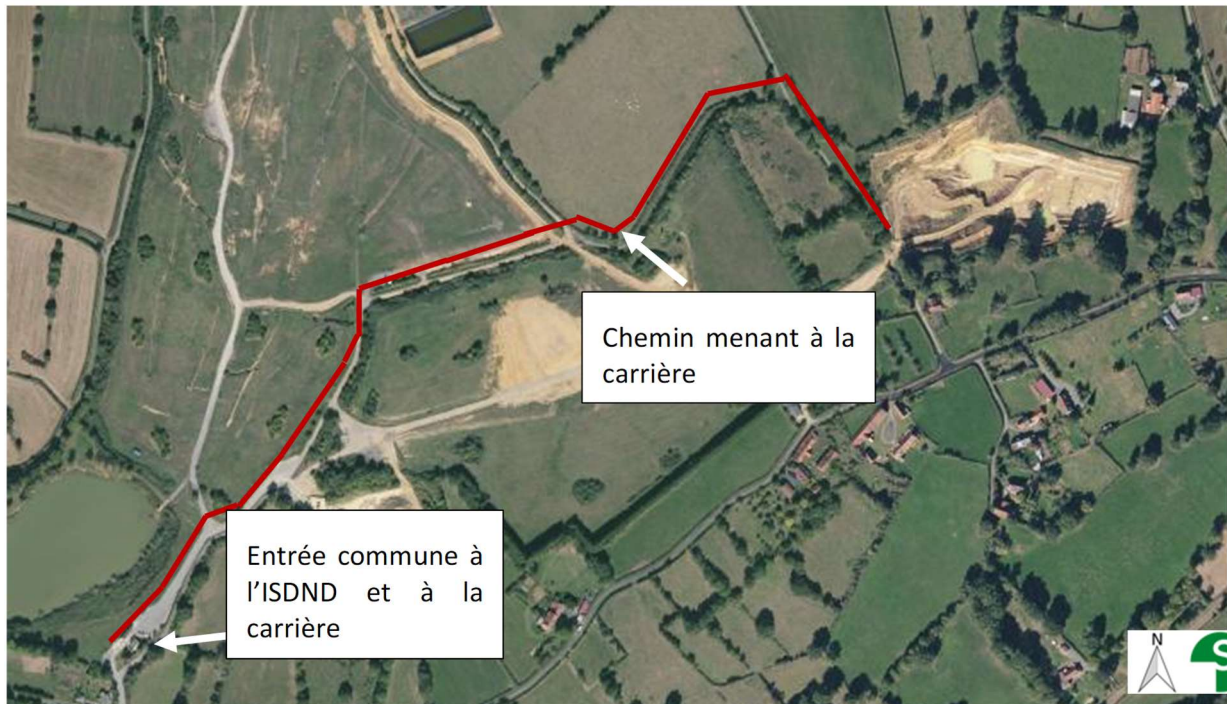 Chemin menant à la
carrière
Entrée commune à
l'ISDND et à la
carrière
N
S